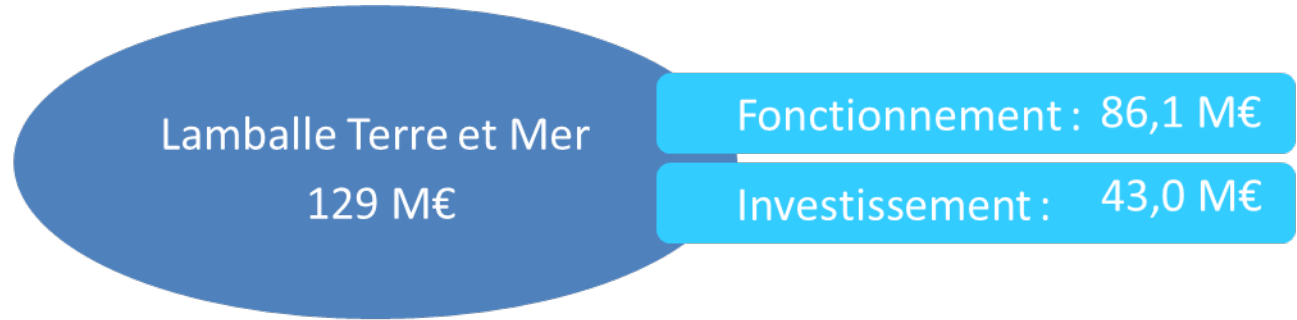 Lamballe Terre et Mer
129 M€
Fonctionnement : 86,1 M€
Investissement : 43,0 M€